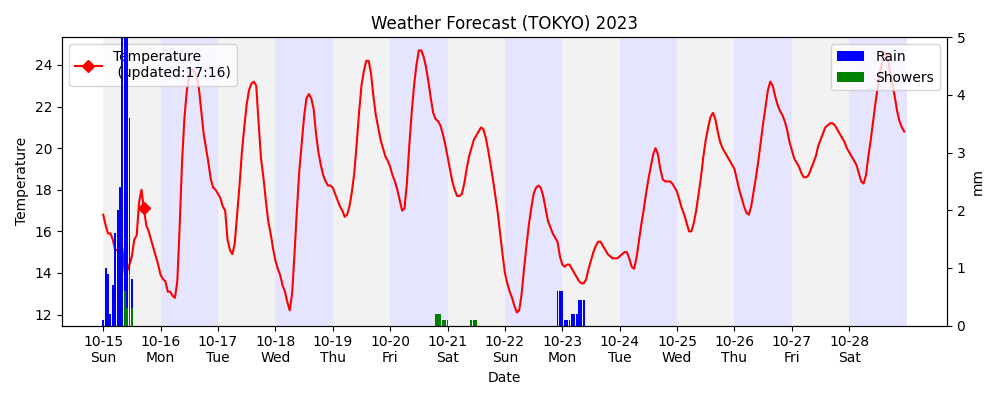 Weather Forecast (TOKYO) 2023
Temperature
(updated:17:16)
Rain
Showers
Temperature
24
22
20
18
16
14
12
5
4
3
2
1
0
mm
10-15 10-16 10-17 10-18 10-19 10-20 10-21 10-22 10-23 10-24 10-25 10-26 10-27 10-28
Sun Mon Tue Wed Thu Fri Sat Sun Mon Tue Wed Thu Fri Sat
Date